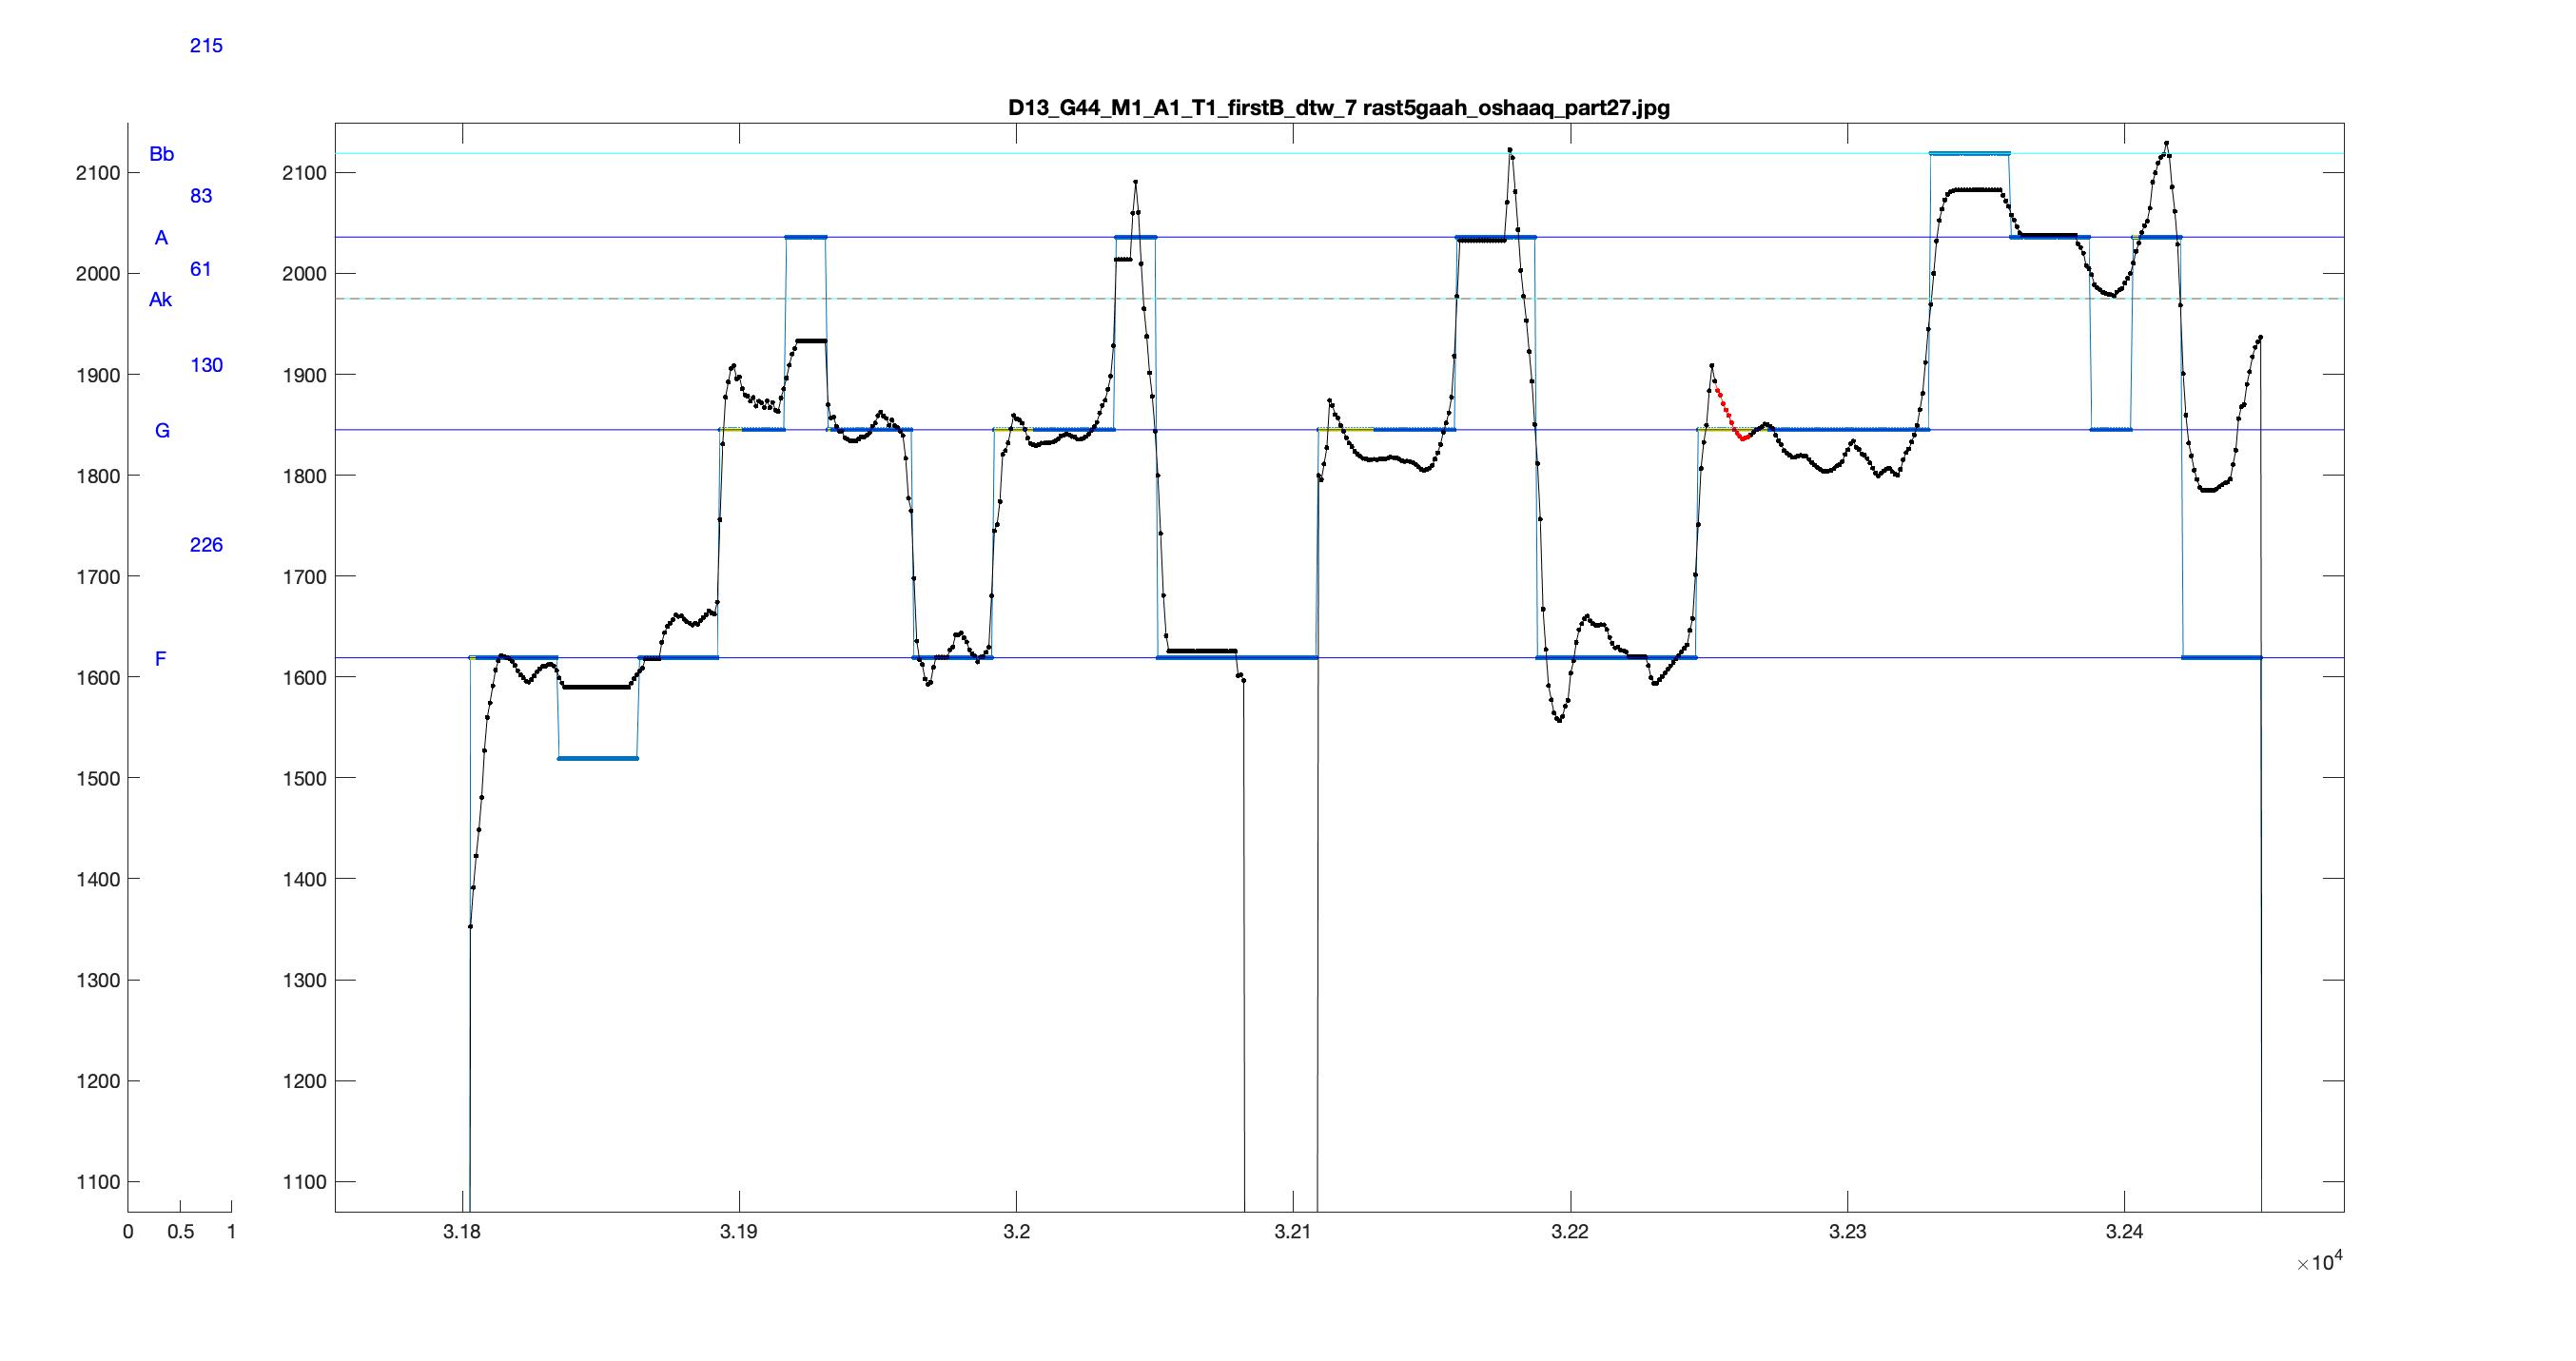 215
D13_G44_M1_A1_T1_firstB_dtw_7 rast5gaah_oshaaq_part27.jpg
Bb
2100 2100
83
A
2000 61 2000
Ak
1900 130 1900
G
1800 1800
1700 226 1700
F
1600 1600
1500 1500
1400 1400
1300 1300
1200 1200
1100 1100
0 0.5 1 3.18 3.19 3.2 3.21 3.22 3.23 3.24
×10^4